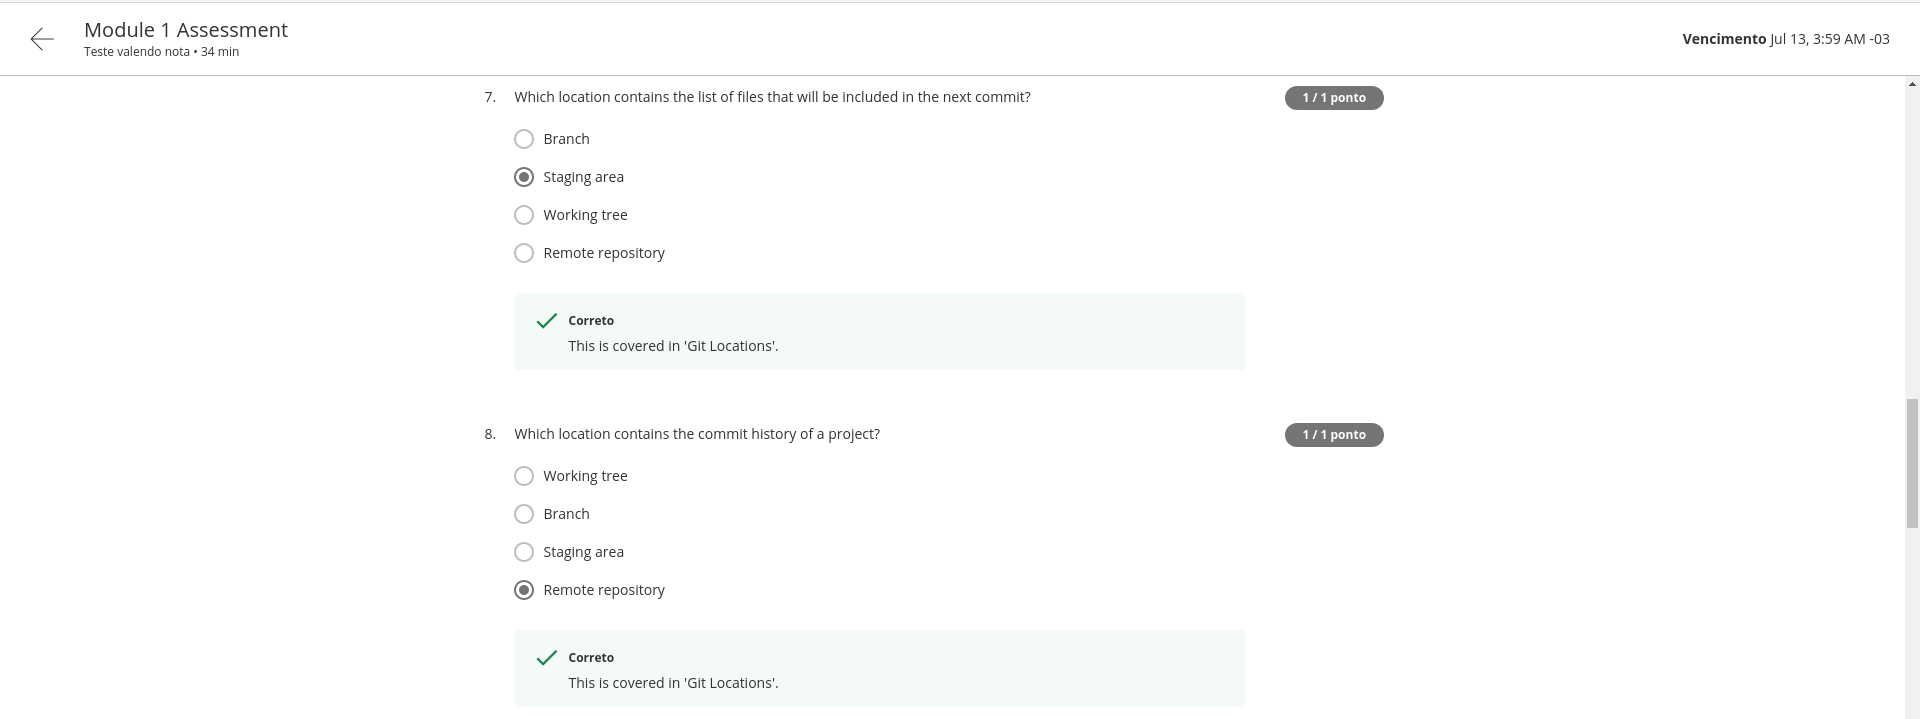 Module 1 Assessment
Teste valendo nota • 34 min
Vencimento Jul 13, 3:59 AM -03
7. Which location contains the list of files that will be included in the next commit?
1 / 1 ponto
Branch
Staging area
Working tree
Remote repository
Correto
This is covered in 'Git Locations'.
8. Which location contains the commit history of a project?
1 / 1 ponto
Working tree
Branch
Staging area
Remote repository
Correto
This is covered in 'Git Locations'.